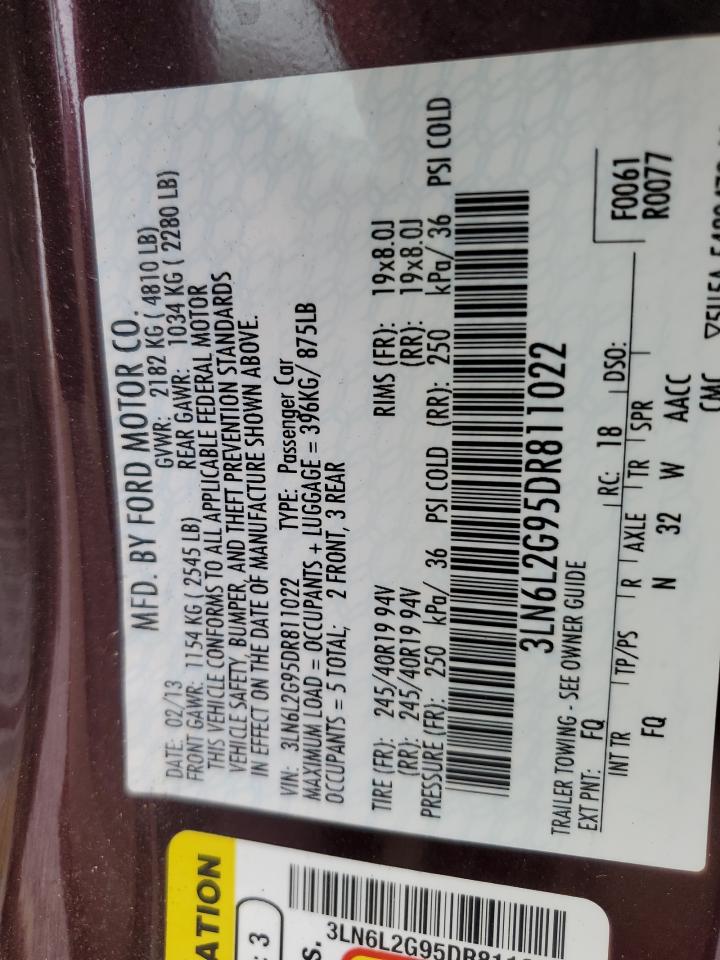 MFD. BY FORD MOTOR CO.
DATE: 02/13 GVWR: 2182 KG ( 4810 LB)
FRONT GAWR: 1154 KG ( 2545 LB) REAR GAWR: 1034 KG ( 2280 LB)
THIS VEHICLE CONFORMS TO ALL APPLICABLE FEDERAL MOTOR
VEHICLE SAFETY, BUMPER, AND THEFT PREVENTION STANDARDS
IN EFFECT ON THE DATE OF MANUFACTURE SHOWN ABOVE.
VIN: 3LN6L2G95DR811022 TYPE: Passenger Car
MAXIMUM LOAD = OCCUPANTS + LUGGAGE = 396KG/ 875LB
OCCUPANTS = 5 TOTAL; 2 FRONT, 3 REAR
TIRE (FR): 245/40R19 94V RIMS (FR): 19x8.0J
(RR): 245/40R19 94V (RR): 19x8.0J
PRESSURE (FR): 250 kPa/ 36 PSI COLD (RR): 250 kPa/ 36 PSI COLD
3LN6L2G95DR811022
TRAILER TOWING - SEE OWNER GUIDE F0061
EXT PNT: FQ RC: 18 DSO: R0077
INT TR TP/PS R AXLE TR SPR
FQ N 32 W AACC
CMC
ATION
: 3
s.
3LN6L2G95DR811